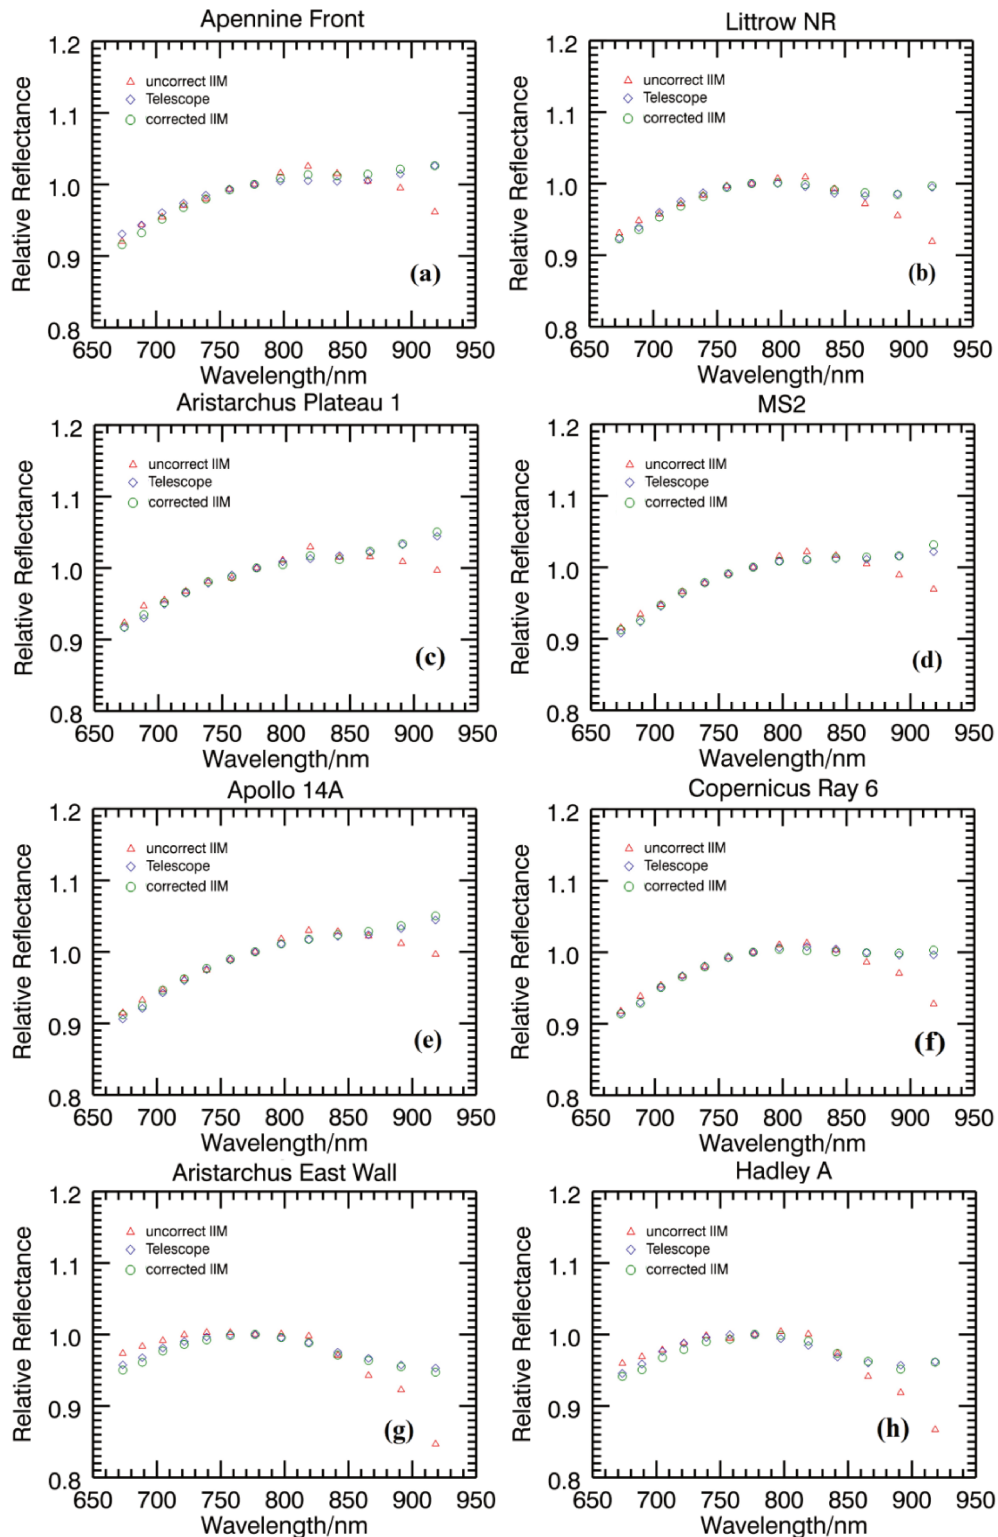 Apennine Front
1.2
1.1
1.0
0.9
0.8
Relative Reflectance
uncorrect IIM
Telescope
corrected IIM
(a)
650 700 750 800 850 900 950
Wavelength/nm
Littrow NR
1.2
1.1
1.0
0.9
0.8
Relative Reflectance
uncorrect IIM
Telescope
corrected IIM
(b)
650 700 750 800 850 900 950
Wavelength/nm
Aristarchus Plateau 1
1.2
1.1
1.0
0.9
0.8
Relative Reflectance
uncorrect IIM
Telescope
corrected IIM
(c)
650 700 750 800 850 900 950
Wavelength/nm
MS2
1.2
1.1
1.0
0.9
0.8
Relative Reflectance
uncorrect IIM
Telescope
corrected IIM
(d)
650 700 750 800 850 900 950
Wavelength/nm
Apollo 14A
1.2
1.1
1.0
0.9
0.8
Relative Reflectance
uncorrect IIM
Telescope
corrected IIM
(e)
650 700 750 800 850 900 950
Wavelength/nm
Copernicus Ray 6
1.2
1.1
1.0
0.9
0.8
Relative Reflectance
uncorrect IIM
Telescope
corrected IIM
(f)
650 700 750 800 850 900 950
Wavelength/nm
Aristarchus East Wall
1.2
1.1
1.0
0.9
0.8
Relative Reflectance
uncorrect IIM
Telescope
corrected IIM
(g)
650 700 750 800 850 900 950
Wavelength/nm
Hadley A
1.2
1.1
1.0
0.9
0.8
Relative Reflectance
uncorrect IIM
Telescope
corrected IIM
(h)
650 700 750 800 850 900 950
Wavelength/nm